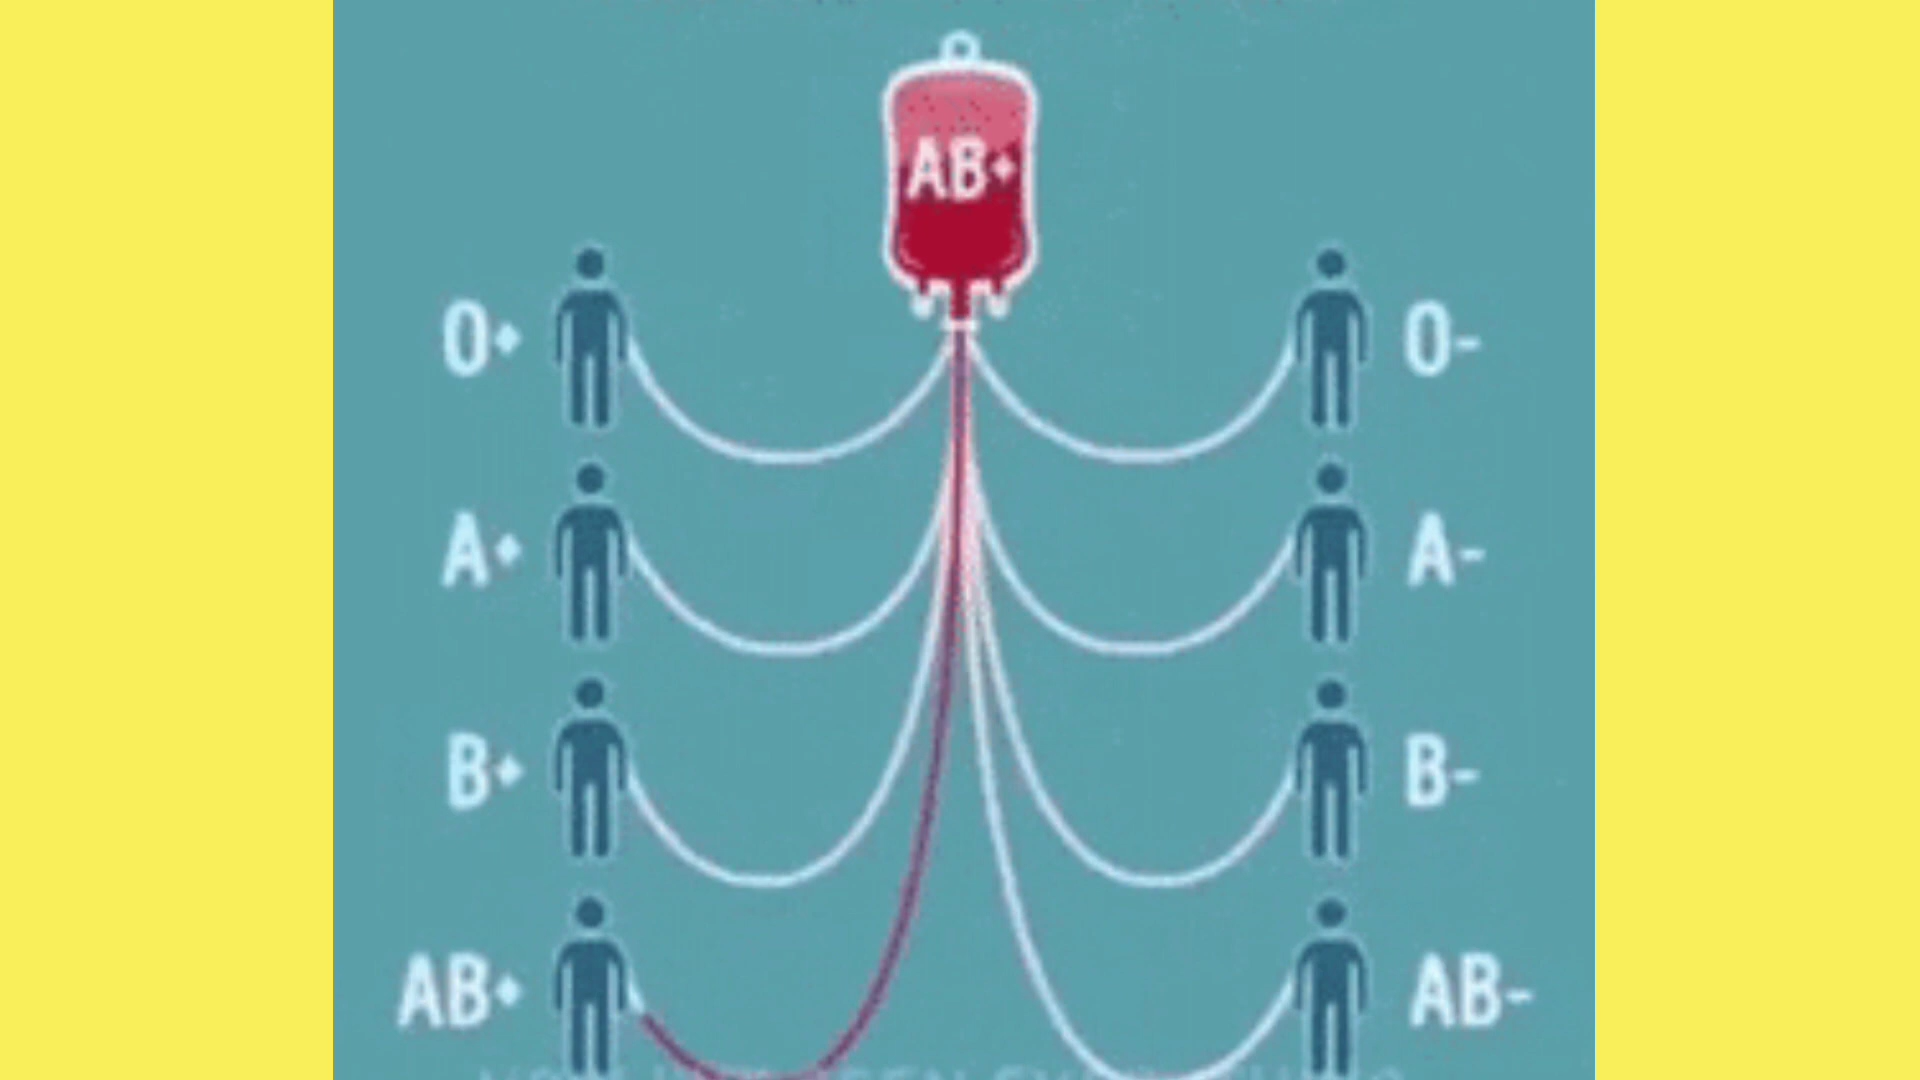 AB+
O+ O-
A+ A-
B+ B-
AB+ AB-